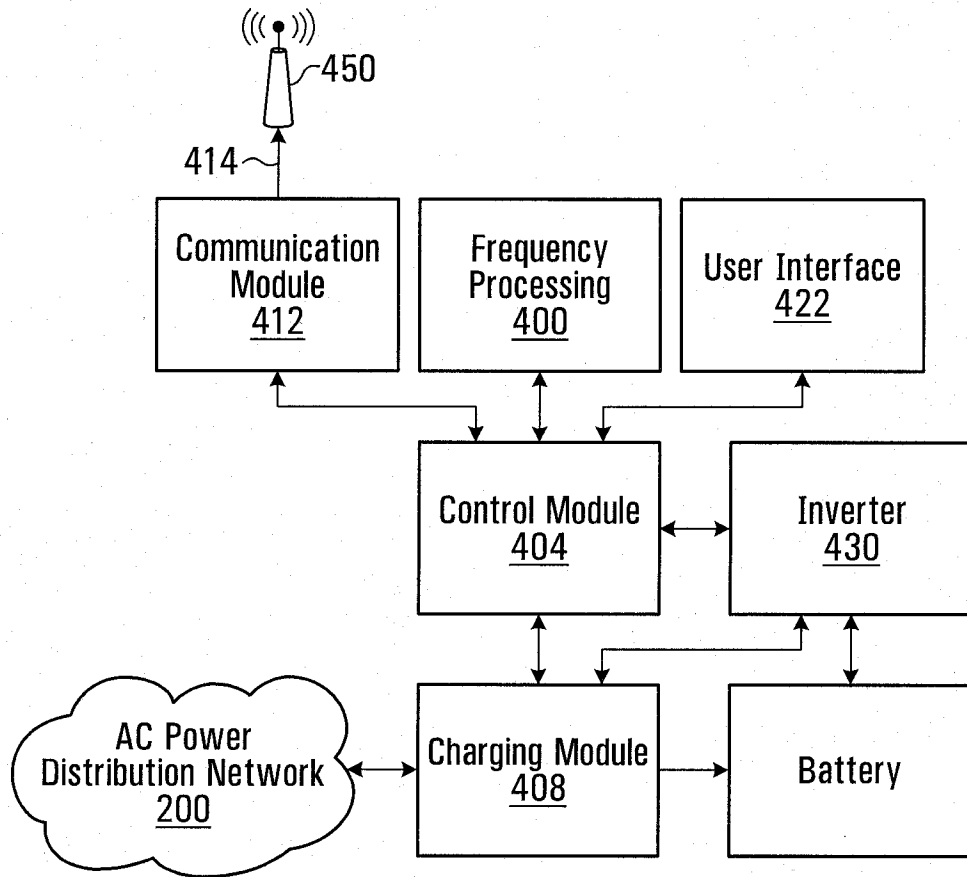 450
414
Communication
Module
412
Frequency
Processing
400
User Interface
422
Control Module
404
Inverter
430
AC Power
Distribution Network
200
Charging Module
408
Battery